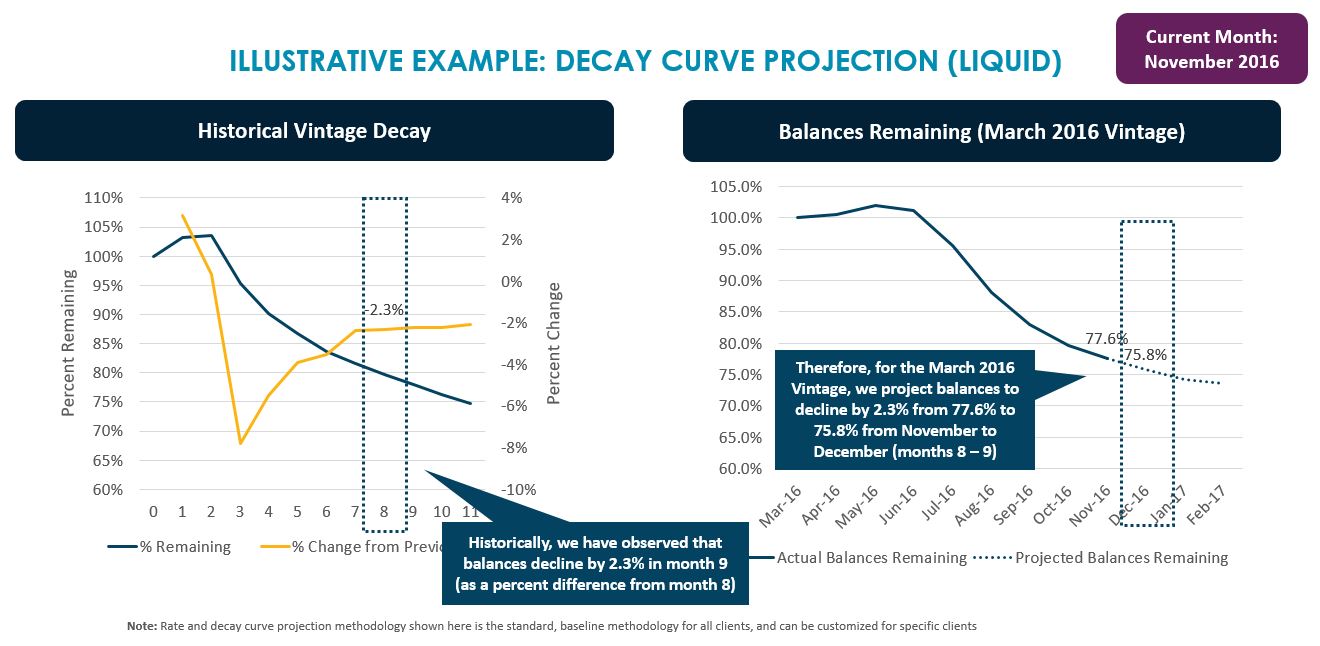 ILLUSTRATIVE EXAMPLE: DECAY CURVE PROJECTION (LIQUID)
Current Month:
November 2016
Historical Vintage Decay
110%
105%
100%
95%
90%
85%
80%
75%
70%
65%
60%
Percent Remaining
4%
2%
0%
-2%
-4%
-6%
-8%
-10%
Percent Change
-2.3%
0 1 2 3 4 5 6 7 8 9 10 11
% Remaining
% Change from
Historically, we have observed that
balances decline by 2.3% in month 9
(as a percent difference from month 8)
Balances Remaining (March 2016 Vintage)
105.0%
100.0%
95.0%
90.0%
85.0%
80.0%
75.0%
70.0%
65.0%
60.0%
77.6%
75.8%
Therefore, for the March 2016
Vintage, we project balances to
decline by 2.3% from 77.6% to
75.8% from November to
December (months 8 – 9)
Mar-16 Apr-16 May-16 Jun-16 Jul-16 Aug-16 Sep-16 Oct-16 Nov-16 Dec-16 Jan-17 Feb-17
Actual Balances Remaining
Projected Balances Remaining
Note: Rate and decay curve projection methodology shown here is the standard, baseline methodology for all clients, and can be customized for specific clients